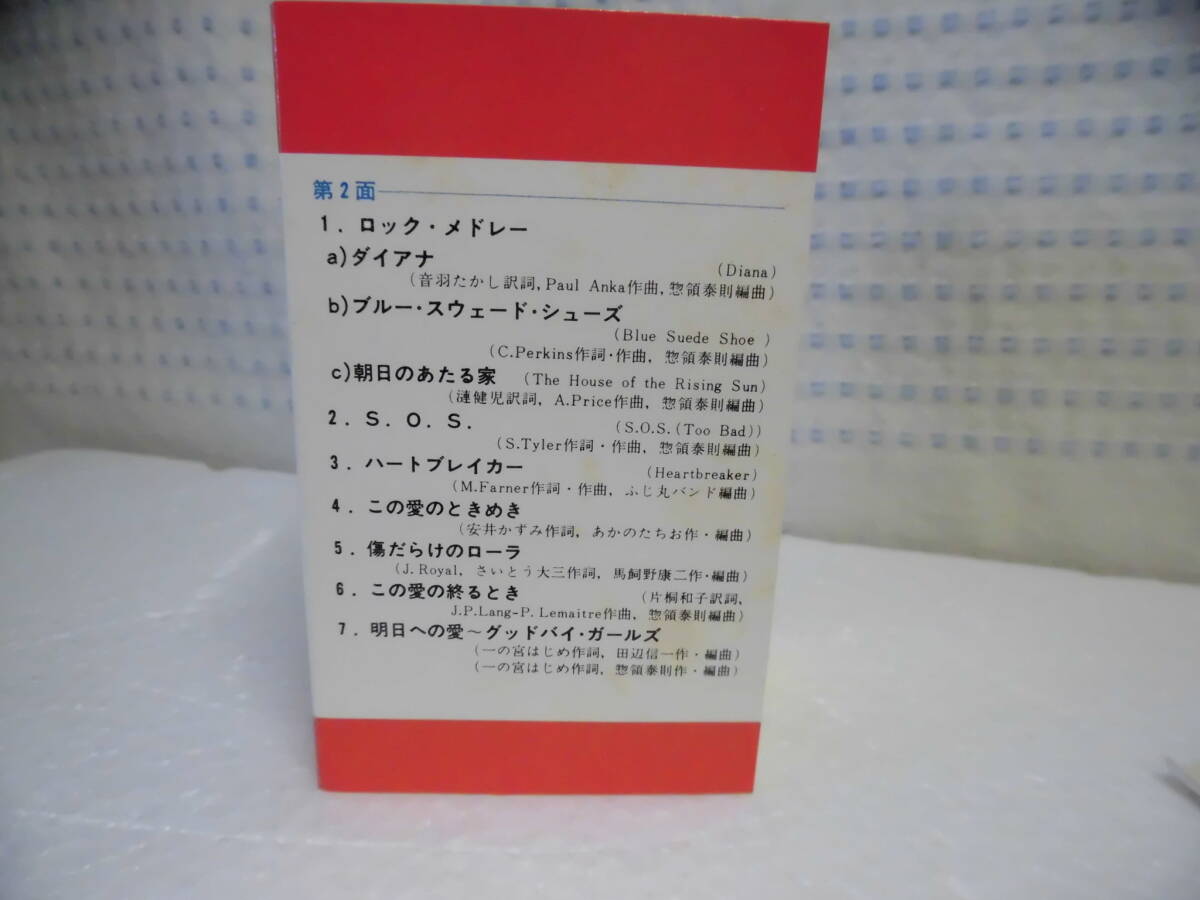 第2面
1. ロック・メドレー
a)ダイアナ (Diana)
(音羽たかし訳詞, Paul Anka作曲, 惣領泰則編曲)
b)ブルー・スウェード・シューズ
(Blue Suede Shoe )
(C.Perkins作詞・作曲, 惣領泰則編曲)
c)朝日のあたる家 (The House of the Rising Sun)
(漣健児訳詞, A.Price作曲, 惣領泰則編曲)
2. S. O. S. (S.O.S.(Too Bad))
(S.Tyler作詞・作曲, 惣領泰則編曲)
3. ハートブレイカー (Heartbreaker)
(M.Farner作詞・作曲, ふじ丸バンド編曲)
4. この愛のときめき
(安井かずみ作詞, あかのたちお作・編曲)
5. 傷だらけのローラ
(J. Royal, さいとう大三作詞, 馬飼野康二作・編曲)
6. この愛の終るとき (片桐和子訳詞,
J.P.Lang-P. Lemaitre作曲, 惣領泰則編曲)
7. 明日への愛～グッドバイ・ガールズ
(一の宮はじめ作詞, 田辺信一作・編曲)
(一の宮はじめ作詞, 惣領泰則作・編曲)